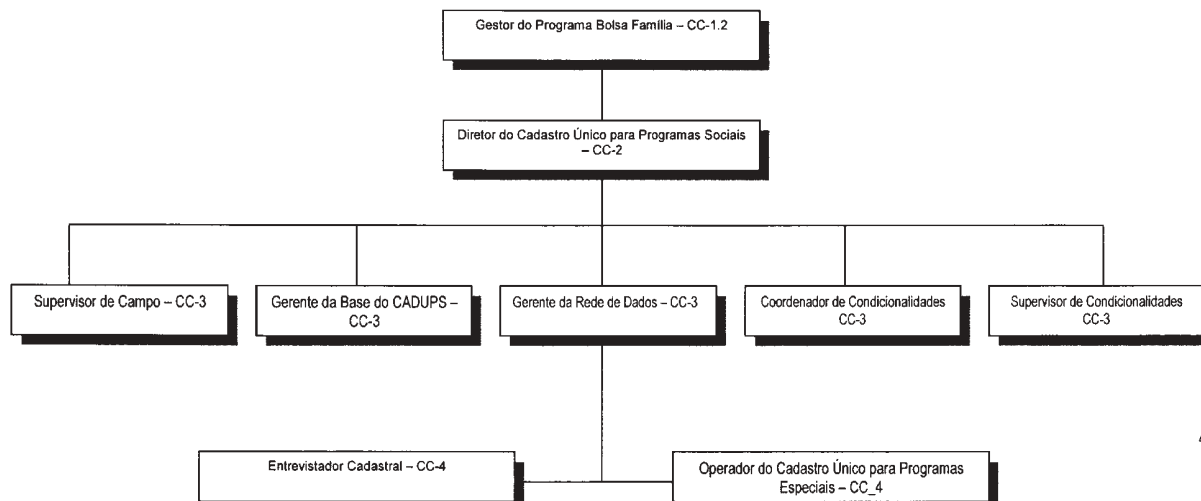 Gestor do Programa Bolsa Família – CC-1.2
Diretor do Cadastro Único para Programas Sociais
– CC-2
Supervisor de Campo – CC-3
Gerente da Base do CADUPS –
CC-3
Gerente da Rede de Dados – CC-3
Coordenador de Condicionalidades
CC-3
Supervisor de Condicionalidades
CC-3
Entrevistador Cadastral – CC-4
Operador do Cadastro Único para Programas
Especiais – CC_4